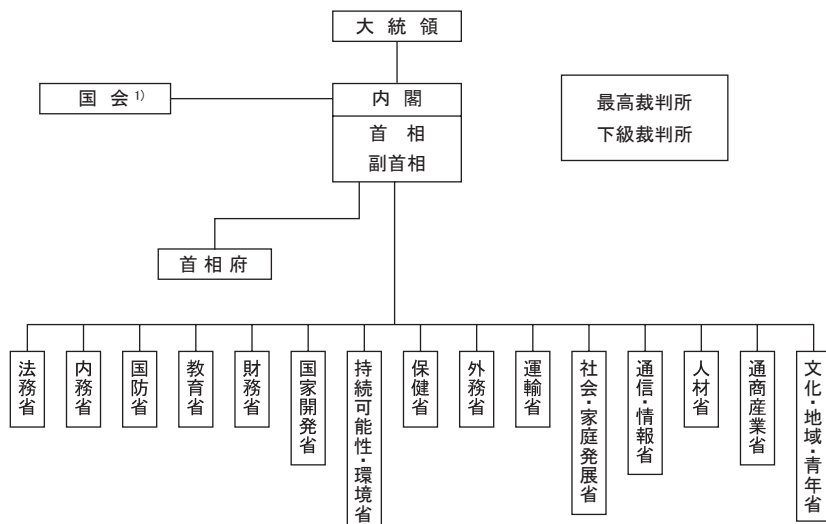 大統領
国会 1)
内閣
首相
副首相
最高裁判所
下級裁判所
首相府
法務省
内務省
国防省
教育省
財務省
国家開発省
持続可能性・環境省
保健省
外務省
運輸省
社会・家庭発展省
通信・情報省
人材省
通商産業省
文化・地域・青年省